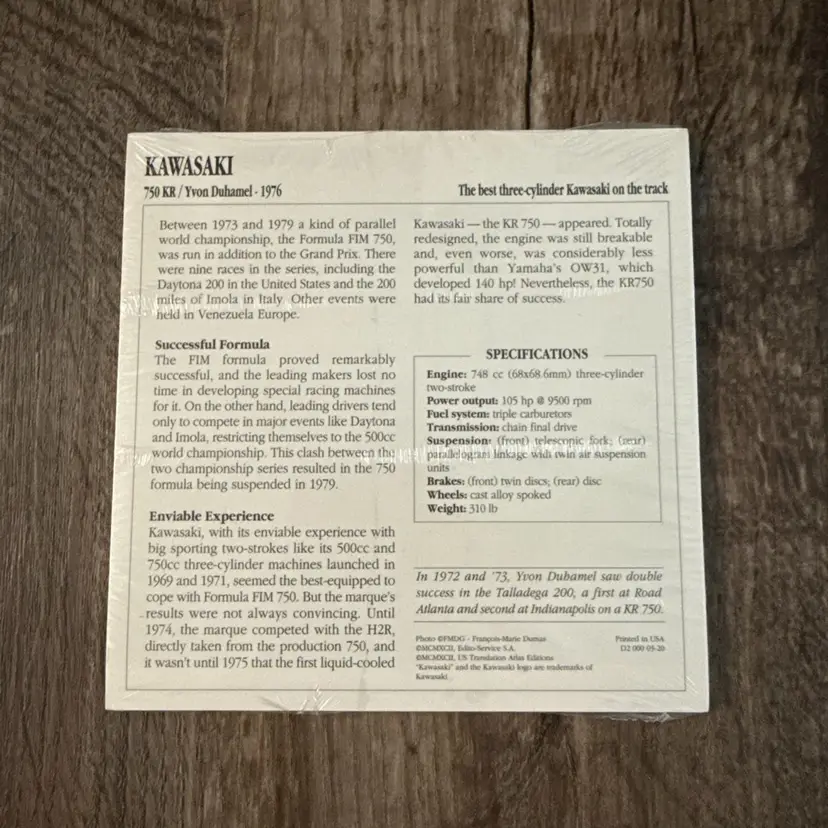 KAWASAKI
750 KR / Yvon Duhamel - 1976
The best three-cylinder Kawasaki on the track
Between 1973 and 1979 a kind of parallel
world championship, the Formula FIM 750,
was run in addition to the Grand Prix. There
were nine races in the series, including the
Daytona 200 in the United States and the 200
miles of Imola in Italy. Other events were
held in Venezuela Europe.
Successful Formula
The FIM formula proved remarkably
successful, and the leading makers lost no
time in developing special racing machines
for it. On the other hand, leading drivers tend
only to compete in major events like Daytona
and Imola, restricting themselves to the 500cc
world championship. This clash between the
two championship series resulted in the 750
formula being suspended in 1979.
Enviable Experience
Kawasaki, with its enviable experience with
big sporting two-strokes like its 500cc and
750cc three-cylinder machines launched in
1969 and 1971, seemed the best-equipped to
cope with Formula FIM 750. But the marque's
results were not always convincing. Until
1974, the marque competed with the H2R,
directly taken from the production 750, and
it wasn't until 1975 that the first liquid-cooled
Kawasaki — the KR 750 — appeared. Totally
redesigned, the engine was still breakable
and, even worse, was considerably less
powerful than Yamaha's OW31, which
developed 140 hp! Nevertheless, the KR750
had its fair share of success.
SPECIFICATIONS
Engine: 748 cc (68x68.6mm) three-cylinder
two-stroke
Power output: 105 hp @ 9500 rpm
Fuel system: triple carburetors
Transmission: chain final drive
Suspension: (front) telescopic fork; (rear)
parallelogram linkage with twin air suspension
units
Brakes: (front) twin discs; (rear) disc
Wheels: cast alloy spoked
Weight: 310 lb
In 1972 and '73, Yvon Duhamel saw double
success in the Talladega 200, a first at Road
Atlanta and second at Indianapolis on a KR 750.
Photo ©FMDG - François-Marie Dumas
©MCMXCII, Edito-Service S.A.
©MCMXCII, US Translation Atlas Editions
"Kawasaki" and the Kawasaki logo are trademarks of
Kawasaki.
Printed in USA
D2 000 05-20